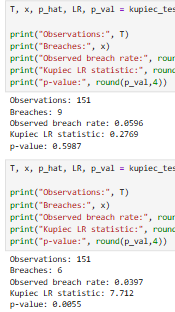 T, x, p_hat, LR, p_val = kupiec_tes
print("Observations:", T)
print("Breaches:", x)
print("Observed breach rate:", roun
print("Kupiec LR statistic:", round
print("p-value:", round(p_val,4))
Observations: 151
Breaches: 9
Observed breach rate: 0.0596
Kupiec LR statistic: 0.2769
p-value: 0.5987
T, x, p_hat, LR, p_val = kupiec_tes
print("Observations:", T)
print("Breaches:", x)
print("Observed breach rate:", roun
print("Kupiec LR statistic:", round
print("p-value:", round(p_val,4))
Observations: 151
Breaches: 6
Observed breach rate: 0.0397
Kupiec LR statistic: 7.712
p-value: 0.0055